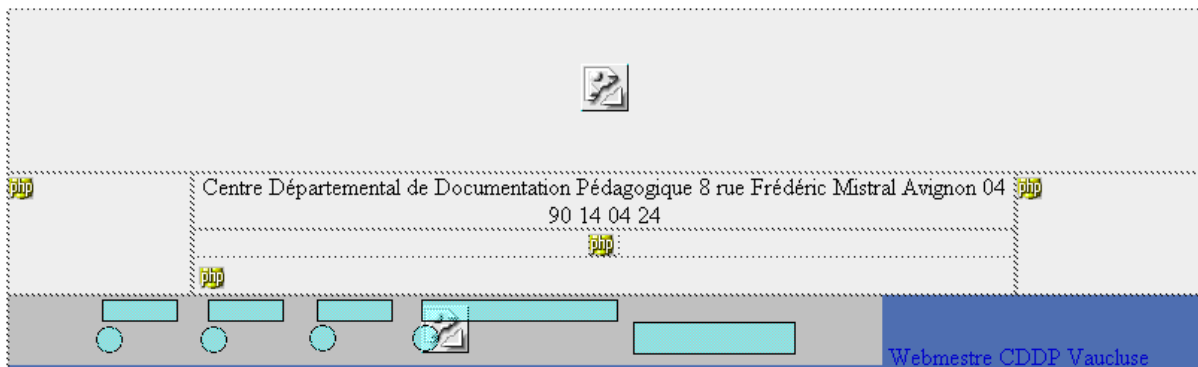 php
Centre Départemental de Documentation Pédagogique 8 rue Frédéric Mistral Avignon 04
90 14 04 24
php
php
php
Webmestre CDDP Vaucluse